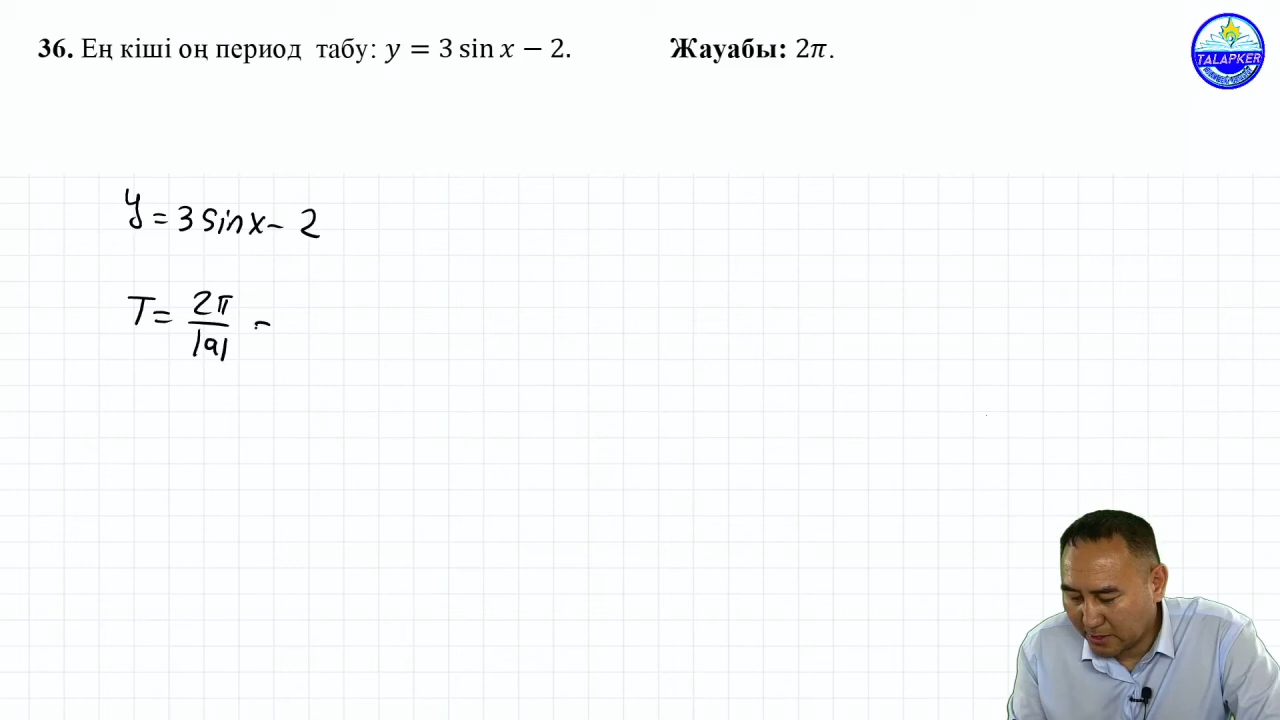 36. Ең кіші оң период табу: y = 3 sin x − 2. Жауабы: 2π.
TALAPKER
y = 3 sin x − 2
T = 2π / |a| =